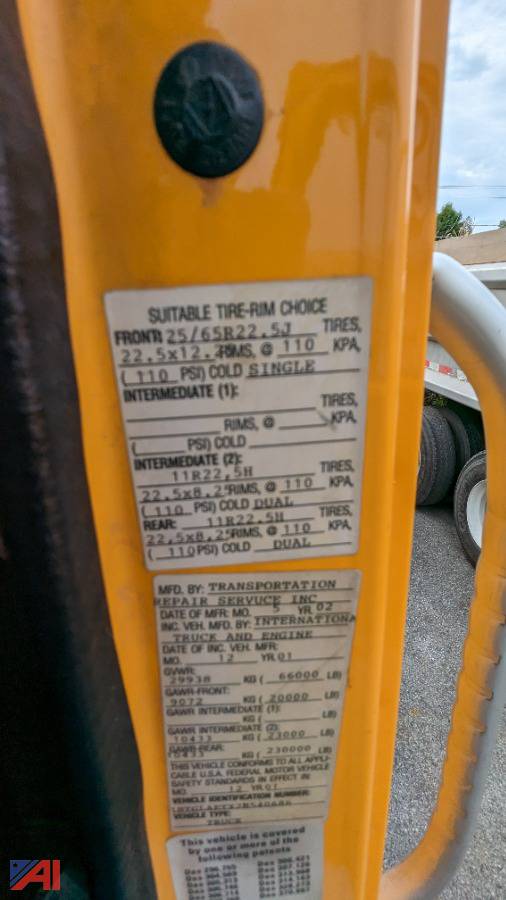 SUITABLE TIRE-RIM CHOICE
FRONT: 25/65R22.5J TIRES,
22.5x12.25 RIMS, @ 110 KPA,
( 110 PSI) COLD SINGLE
INTERMEDIATE (1):
TIRES,
RIMS, @ KPA,
( PSI) COLD
INTERMEDIATE (2):
11R22,5H TIRES,
22.5x8.25 RIMS, @ 110 KPA,
( 110 PSI) COLD DUAL
REAR: 11R22.5H TIRES,
22.5x8.25 RIMS, @ 110 KPA,
( 110 PSI) COLD DUAL
MFD. BY: TRANSPORTATION
REPAIR SERVUCE INC
DATE OF MFR: MO. 5 YR. 02
INC. VEH. MFD. BY: INTERNATIONA
TRUCK AND ENGINE
DATE OF INC. VEH. MFD.
MO. 12 YR. 01
GVWR:
29938 KG ( 66000 LB)
GAWR-FRONT:
9072 KG ( 20000 LB)
GAWR INTERMEDIATE (1):
KG ( LB)
GAWR INTERMEDIATE (2)
10433 KG ( 23000 LB)
GAWR-REAR:
10433 KG ( 230000 LB)
THIS VEHICLE CONFORMS TO ALL APPLI-
CABLE U.S.A. FEDERAL MOTOR VEHICLE
SAFETY STANDARDS IN EFFECT IN
MO. 12 YR. 01
VEHICLE IDENTIFICATION NUMBER:
VEHICLE TYPE:
TRUCK
This vehicle is covered
by one or more of the
following patents
AI